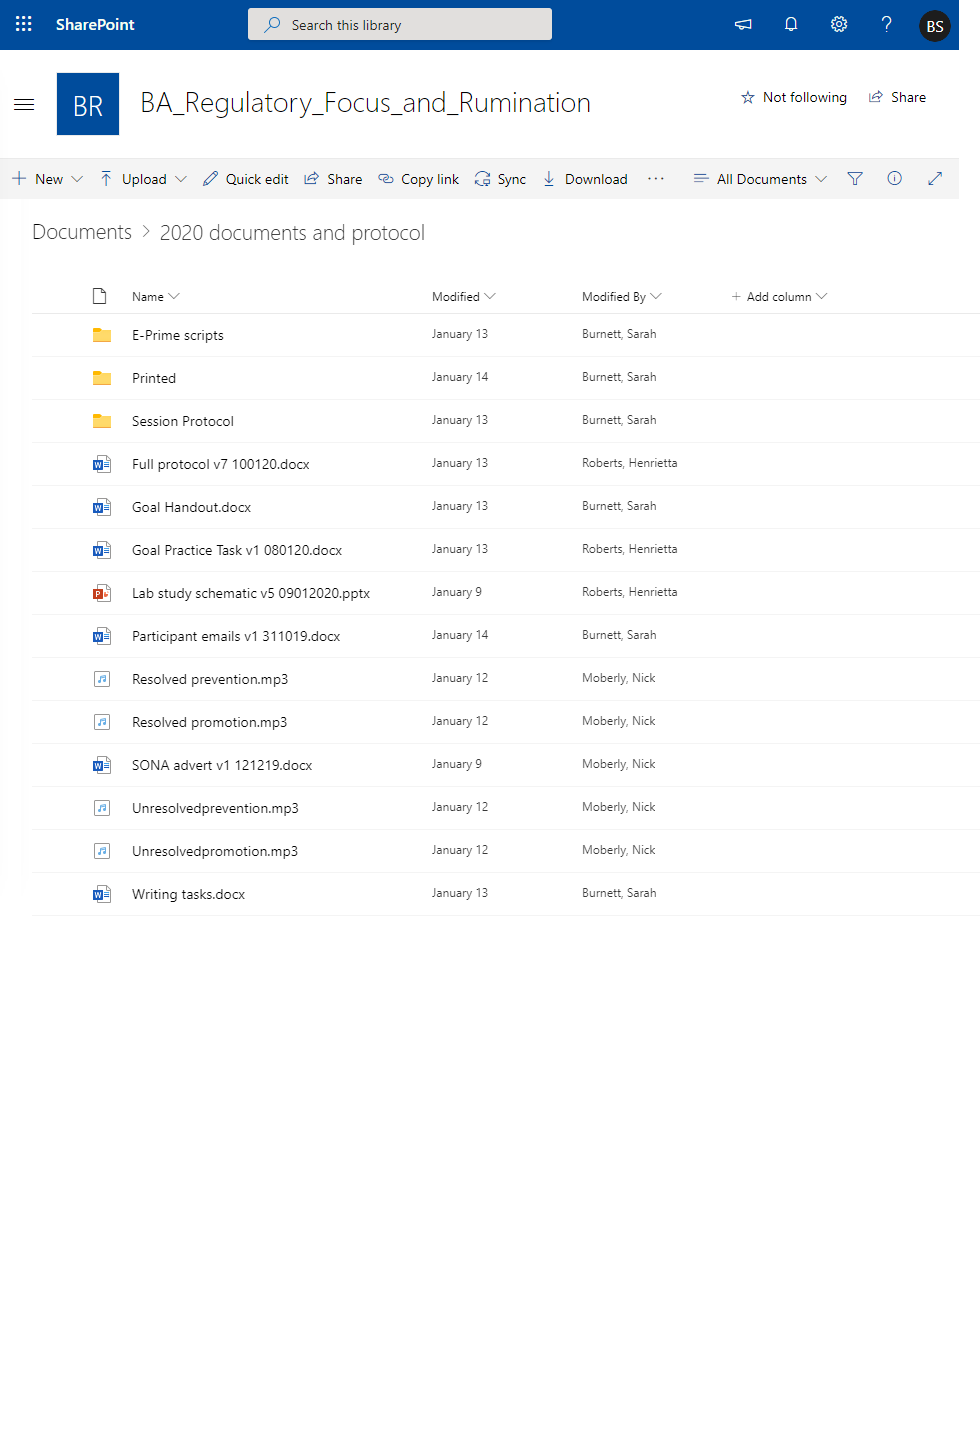 SharePoint Search this library ? BS
BR BA_Regulatory_Focus_and_Rumination Not following Share
New Upload Quick edit Share Copy link Sync Download ··· All Documents
Documents > 2020 documents and protocol
Name Modified Modified By + Add column
E-Prime scripts January 13 Burnett, Sarah
Printed January 14 Burnett, Sarah
Session Protocol January 13 Burnett, Sarah
Full protocol v7 100120.docx January 13 Roberts, Henrietta
Goal Handout.docx January 13 Burnett, Sarah
Goal Practice Task v1 080120.docx January 13 Roberts, Henrietta
Lab study schematic v5 09012020.pptx January 9 Roberts, Henrietta
Participant emails v1 311019.docx January 14 Burnett, Sarah
Resolved prevention.mp3 January 12 Moberly, Nick
Resolved promotion.mp3 January 12 Moberly, Nick
SONA advert v1 121219.docx January 9 Moberly, Nick
Unresolvedprevention.mp3 January 12 Moberly, Nick
Unresolvedpromotion.mp3 January 12 Moberly, Nick
Writing tasks.docx January 13 Burnett, Sarah